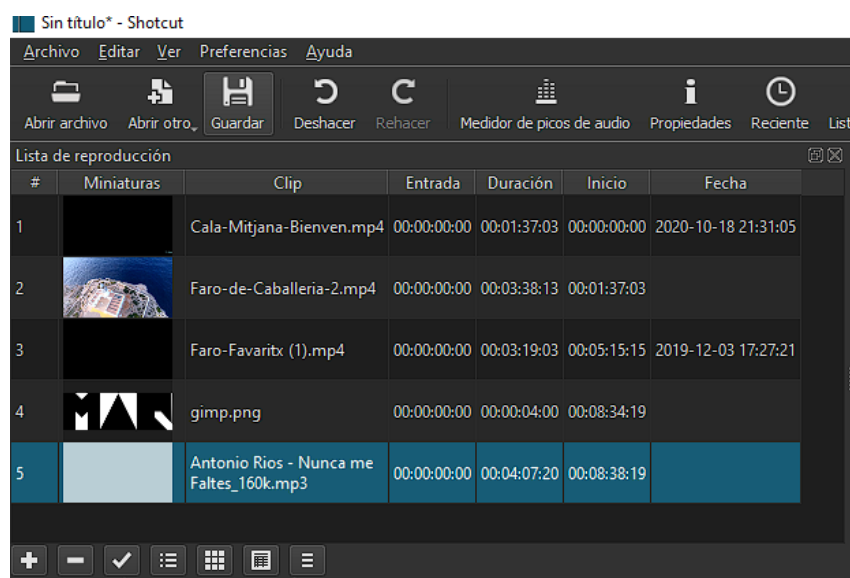 Sin título* - Shotcut
Archivo Editar Ver Preferencias Ayuda
Abrir archivo Abrir otro Guardar Deshacer Rehacer Medidor de picos de audio Propiedades Reciente List
Lista de reproducción
# Miniaturas Clip Entrada Duración Inicio Fecha
1 Cala-Mitjana-Bienven.mp4 00:00:00:00 00:01:37:03 00:00:00:00 2020-10-18 21:31:05
2 Faro-de-Caballeria-2.mp4 00:00:00:00 00:03:38:13 00:01:37:03
3 Faro-Favaritx (1).mp4 00:00:00:00 00:03:19:03 00:05:15:15 2019-12-03 17:27:21
4 gimp.png 00:00:00:00 00:00:04:00 00:08:34:19
5 Antonio Rios - Nunca me 00:00:00:00 00:04:07:20 00:08:38:19
Faltes_160k.mp3